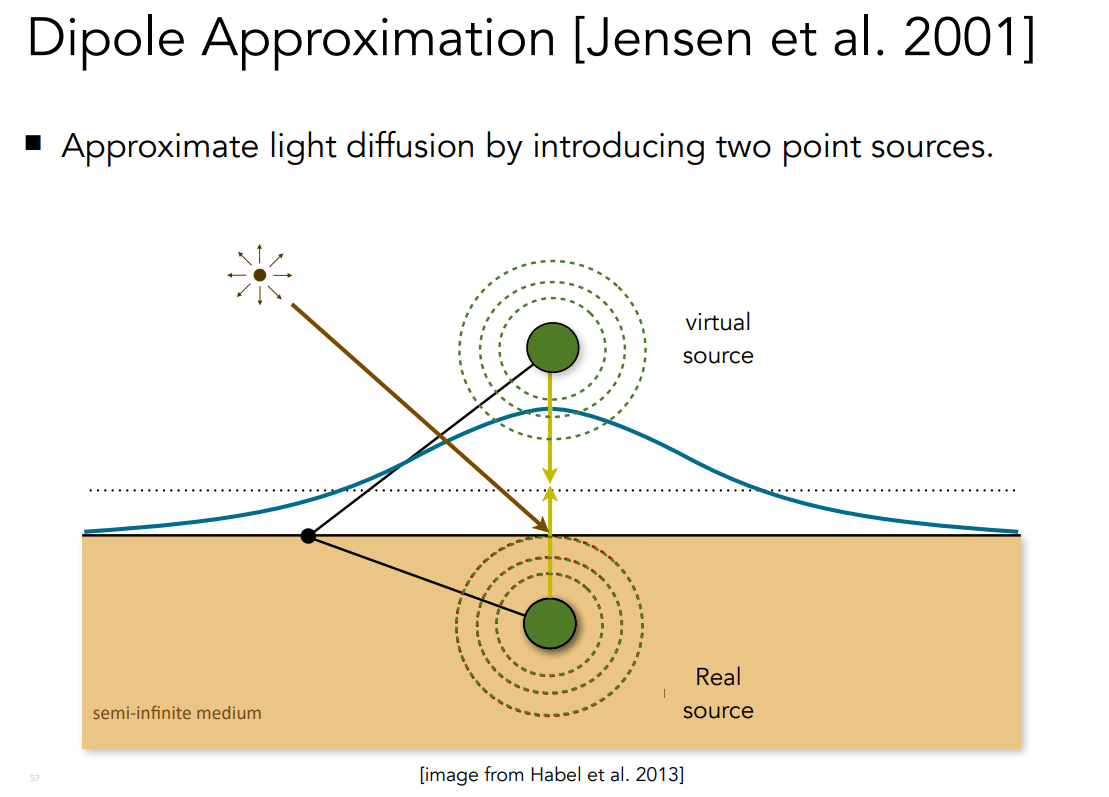 Dipole Approximation [Jensen et al. 2001]
■ Approximate light diffusion by introducing two point sources.
virtual
source
Real
source
semi-infinite medium
[image from Habel et al. 2013]
57